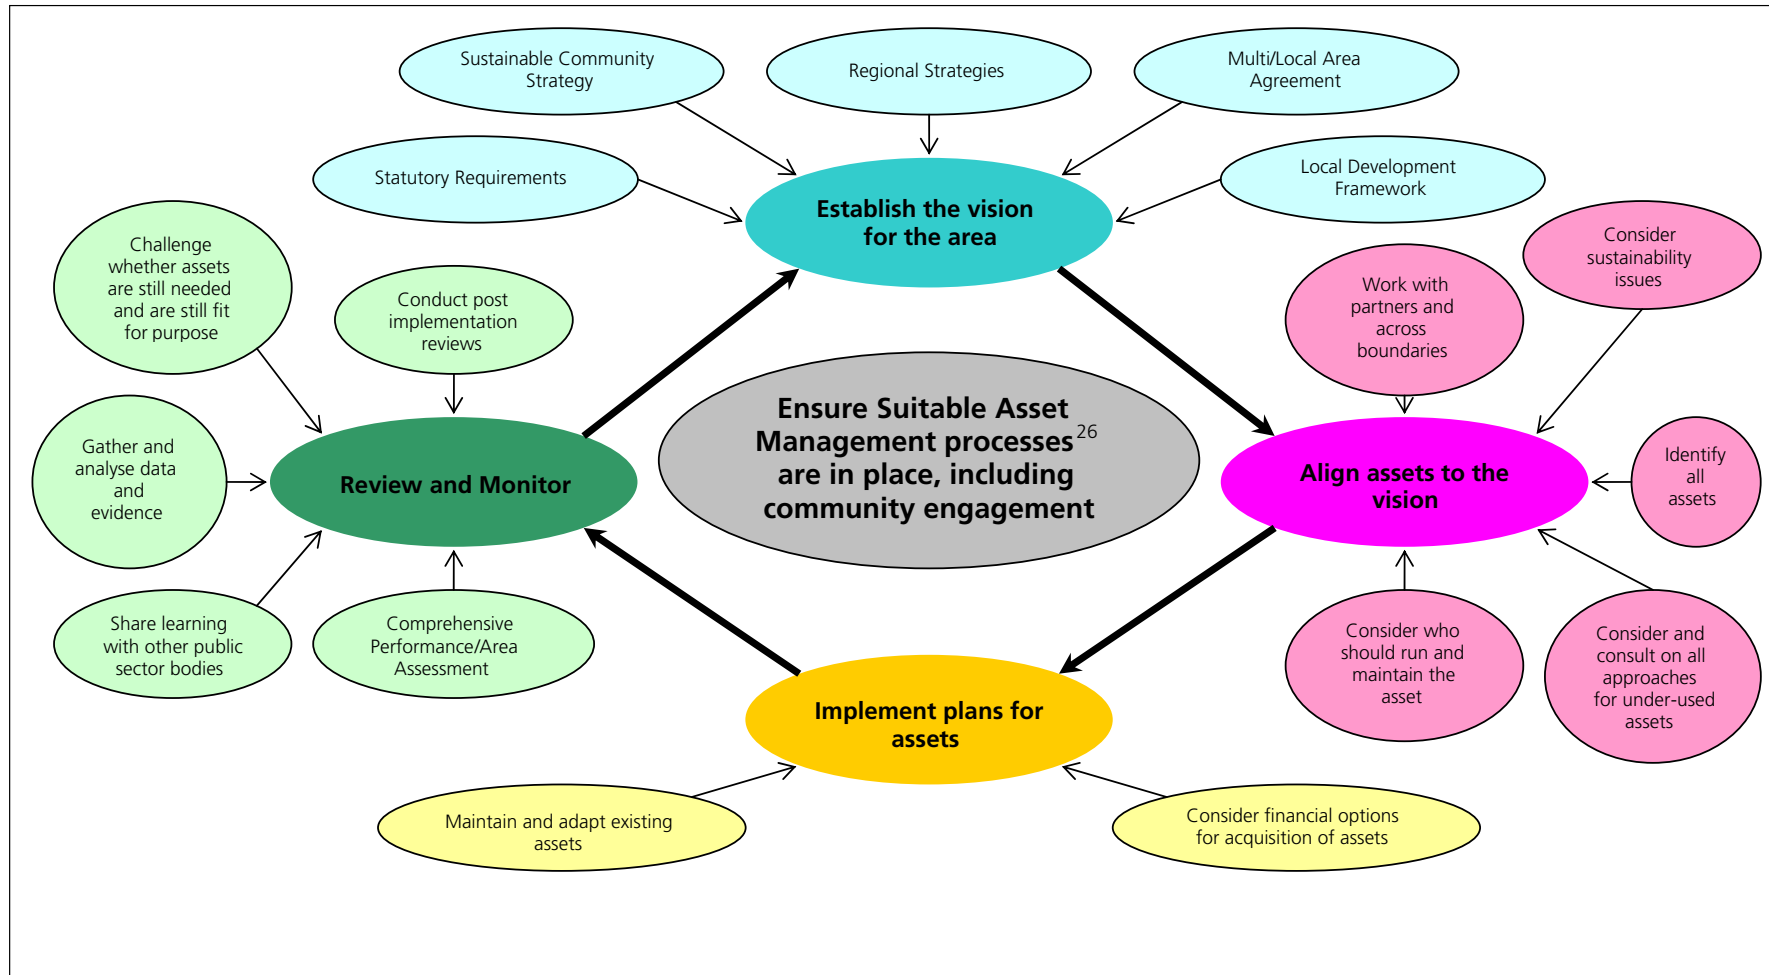 Sustainable Community
Strategy
Regional Strategies
Multi/Local Area
Agreement
Statutory Requirements
Local Development
Framework
Establish the vision
for the area
Challenge
whether assets
are still needed
and are still fit
for purpose
Conduct post
implementation
reviews
Work with
partners and
across
boundaries
Consider
sustainability
issues
Gather and
analyse data
and
evidence
Review and Monitor
Ensure Suitable Asset
Management processes26
are in place, including
community engagement
Align assets to the
vision
Identify
all
assets
Share learning
with other public
sector bodies
Comprehensive
Performance/Area
Assessment
Consider who
should run and
maintain the
asset
Consider and
consult on all
approaches
for under-used
assets
Implement plans for
assets
Maintain and adapt existing
assets
Consider financial options
for acquisition of assets